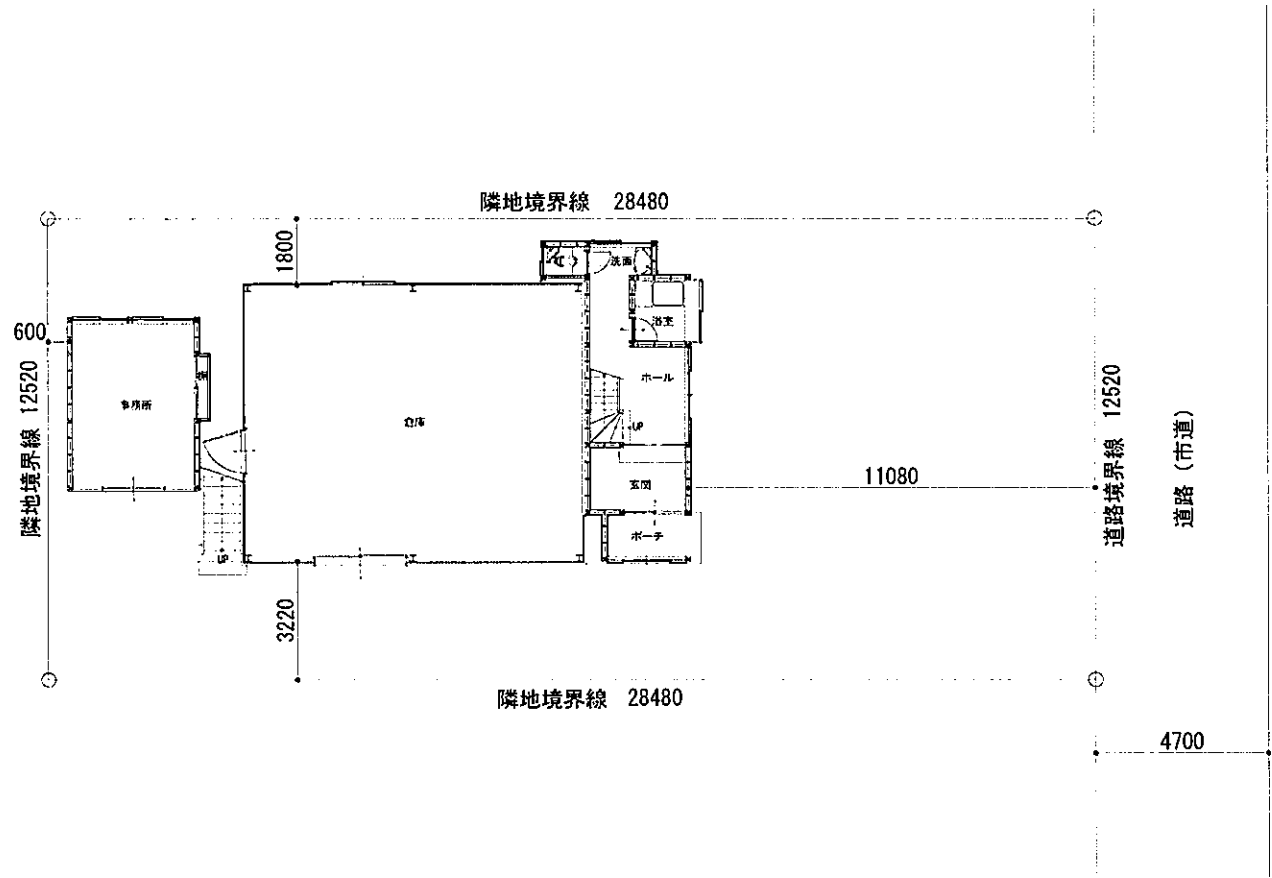 隣地境界線 28480
1800
洗面
600
浴室
隣地境界線 12520
事務所
ホール
倉庫
UP
道路境界線 12520
道路(市道)
11080
玄関
ポーチ
UP
3220
隣地境界線 28480
4700